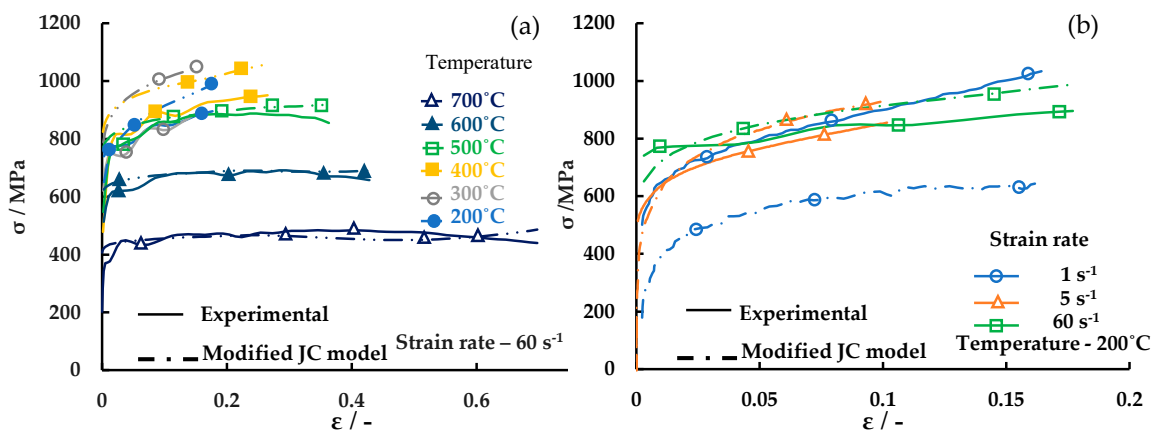 (a)
1200
1000
800
600
400
200
0
σ / MPa
0
0.2
0.4
0.6
ε / -
Temperature
700˚C
600˚C
500˚C
400˚C
300˚C
200˚C
Experimental
Modified JC model
Strain rate – 60 s-1
(b)
1200
1000
800
600
400
200
0
σ /MPa
0
0.05
0.1
0.15
0.2
ε / -
Strain rate
1 s-1
5 s-1
60 s-1
Experimental
Modified JC model
Temperature - 200˚C